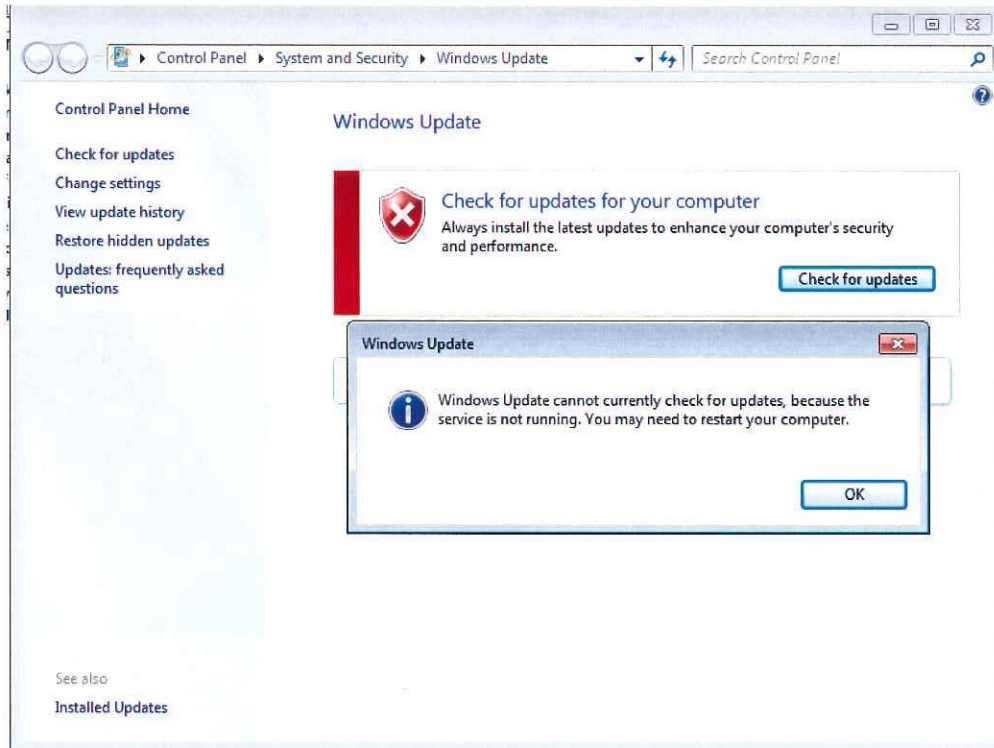 Control Panel ▸ System and Security ▸ Windows Update
Search Control Panel
Control Panel Home
Check for updates
Change settings
View update history
Restore hidden updates
Updates: frequently asked
questions
Windows Update
Check for updates for your computer
Always install the latest updates to enhance your computer's security
and performance.
Check for updates
Windows Update
Windows Update cannot currently check for updates, because the
service is not running. You may need to restart your computer.
OK
See also
Installed Updates